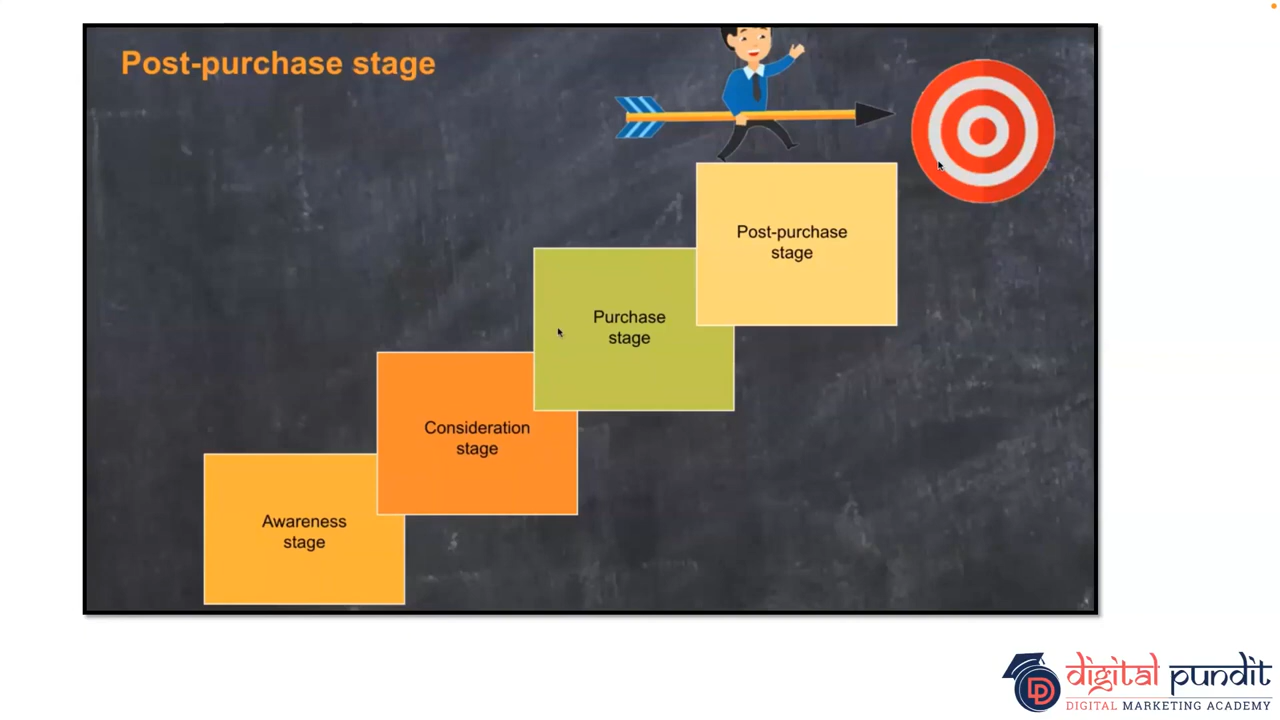 Post-purchase stage
Post-purchase
stage
Purchase
stage
Consideration
stage
Awareness
stage
digital pundit
DIGITAL MARKETING ACADEMY